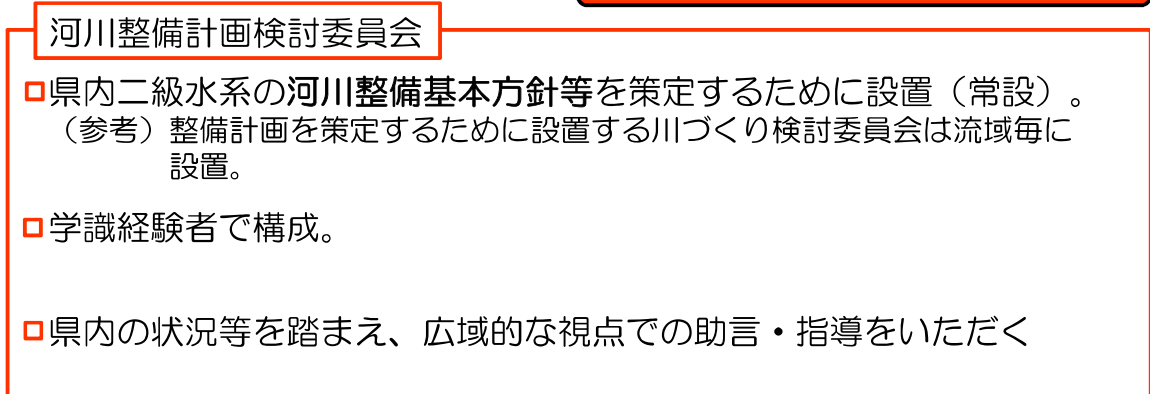 河川整備計画検討委員会
県内二級水系の河川整備基本方針等を策定するために設置（常設）。
（参考）整備計画を策定するために設置する川づくり検討委員会は流域毎に
設置。
学識経験者で構成。
県内の状況等を踏まえ、広域的な視点での助言・指導をいただく